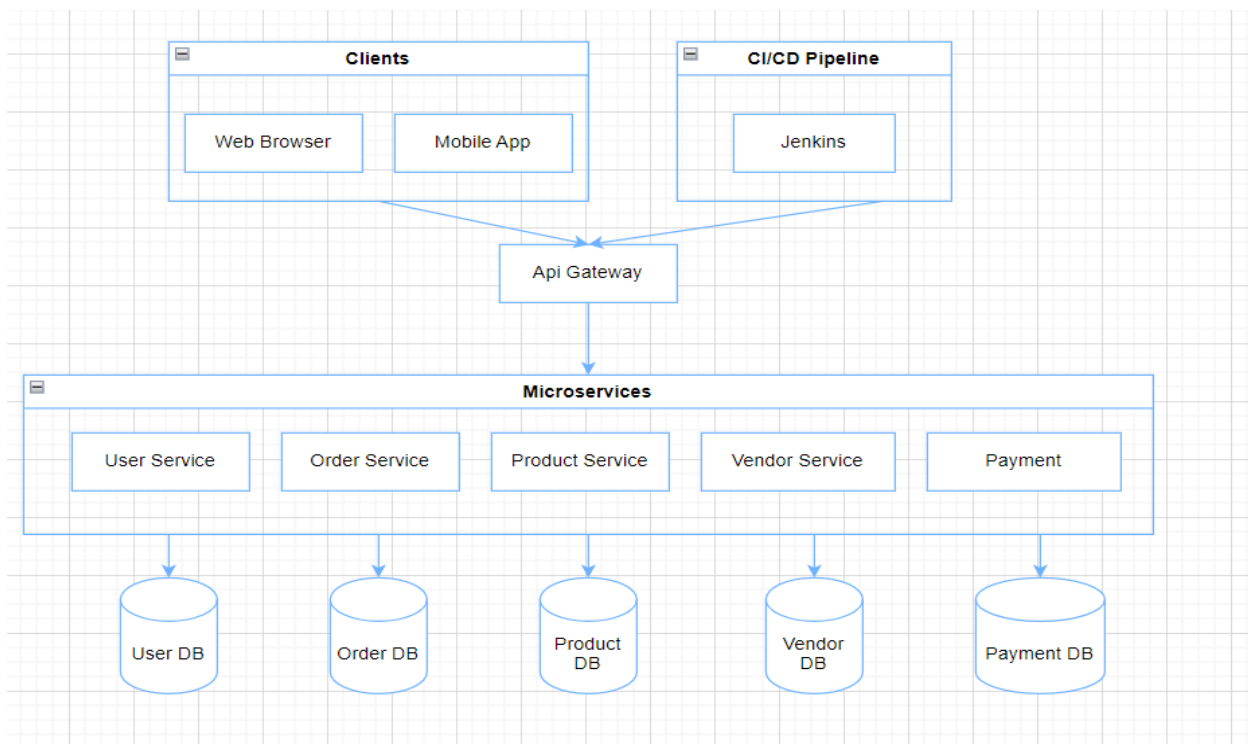 Clients
CI/CD Pipeline
Web Browser
Mobile App
Jenkins
Api Gateway
Microservices
User Service
Order Service
Product Service
Vendor Service
Payment
User DB
Order DB
Product
DB
Vendor
DB
Payment DB